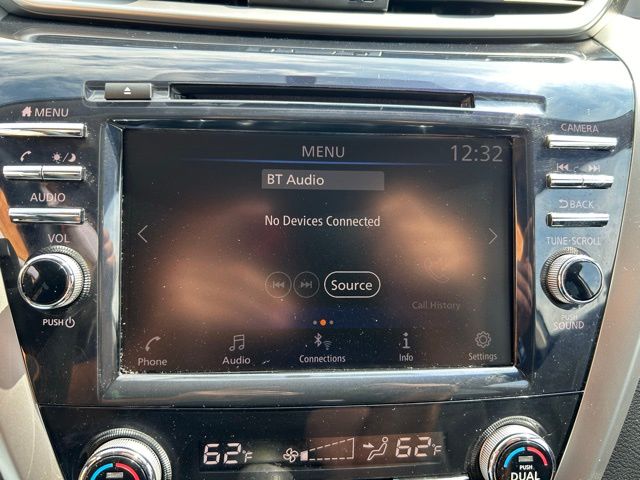 MENU
CAMERA
MENU 12:32
BT Audio
AUDIO
No Devices Connected
BACK
VOL
TUNE·SCROLL
Source
Call History
PUSH
PUSH
SOUND
Phone Audio Connections Info Settings
62°F 62°F
PUSH
DUAL